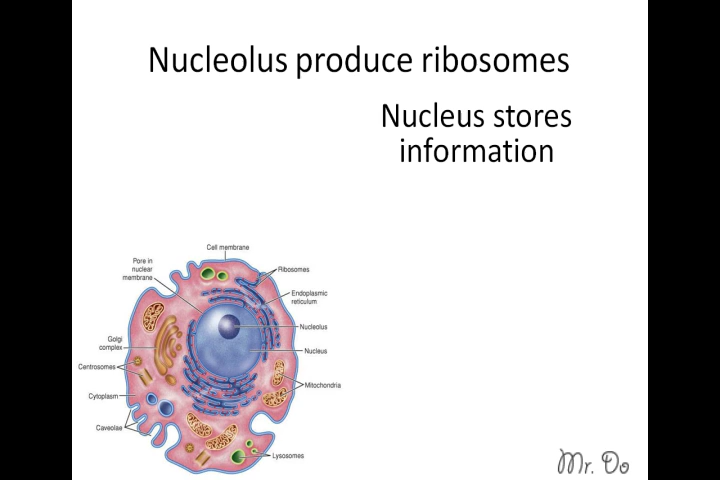 Nucleolus produce ribosomes
Nucleus stores
information
Cell membrane
Pore in
nuclear
membrane
Ribosomes
Endoplasmic
reticulum
Nucleolus
Golgi
complex
Nucleus
Centrosomes
Mitochondria
Cytoplasm
Caveolae
Lysosomes
Mr. Do